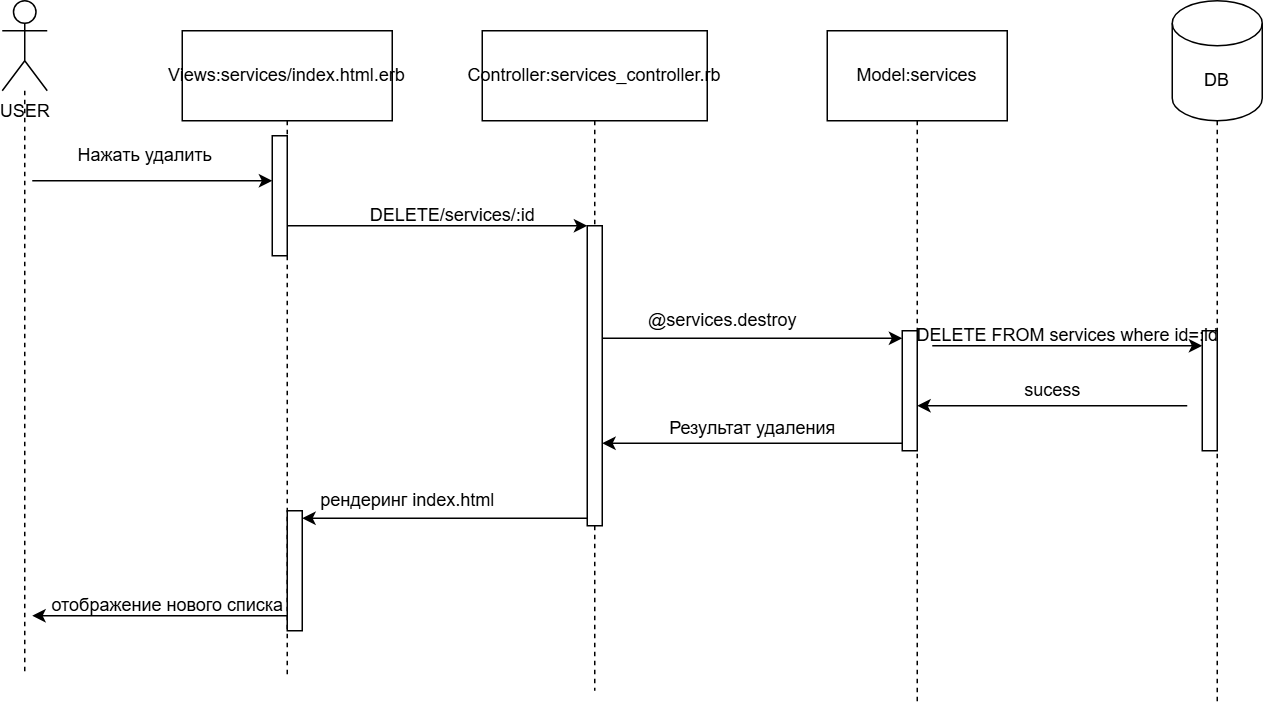 USER
Views:services/index.html.erb
Controller:services_controller.rb
Model:services
DB
Нажать удалить
DELETE/services/:id
@services.destroy
DELETE FROM services where id=:id
sucess
Результат удаления
рендеринг index.html
отображение нового списка